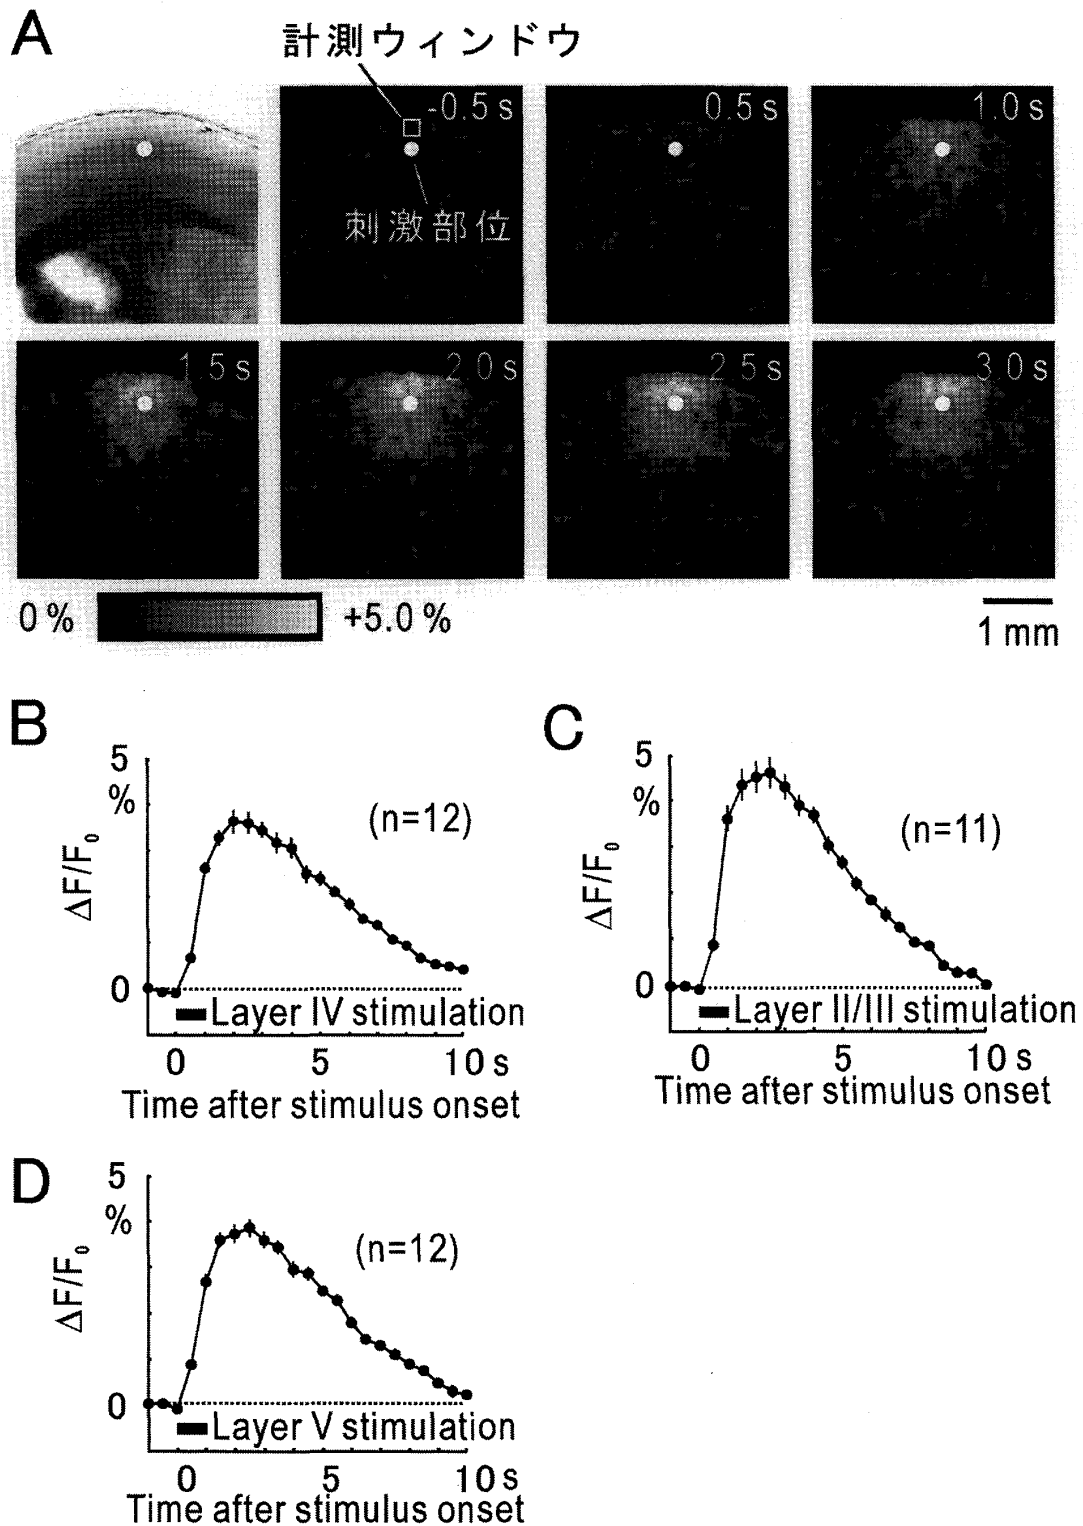 A
計測ウィンドウ
-0.5 s
0.5 s
1.0 s
刺激部位
1.5 s
2.0 s
2.5 s
3.0 s
0 %
+5.0 %
1 mm
B
5
%
ΔF/F0
(n=12)
0
Layer IV stimulation
0 5 10 s
Time after stimulus onset
C
5
%
ΔF/F0
(n=11)
0
Layer II/III stimulation
0 5 10 s
Time after stimulus onset
D
5
%
ΔF/F0
(n=12)
0
Layer V stimulation
0 5 10 s
Time after stimulus onset